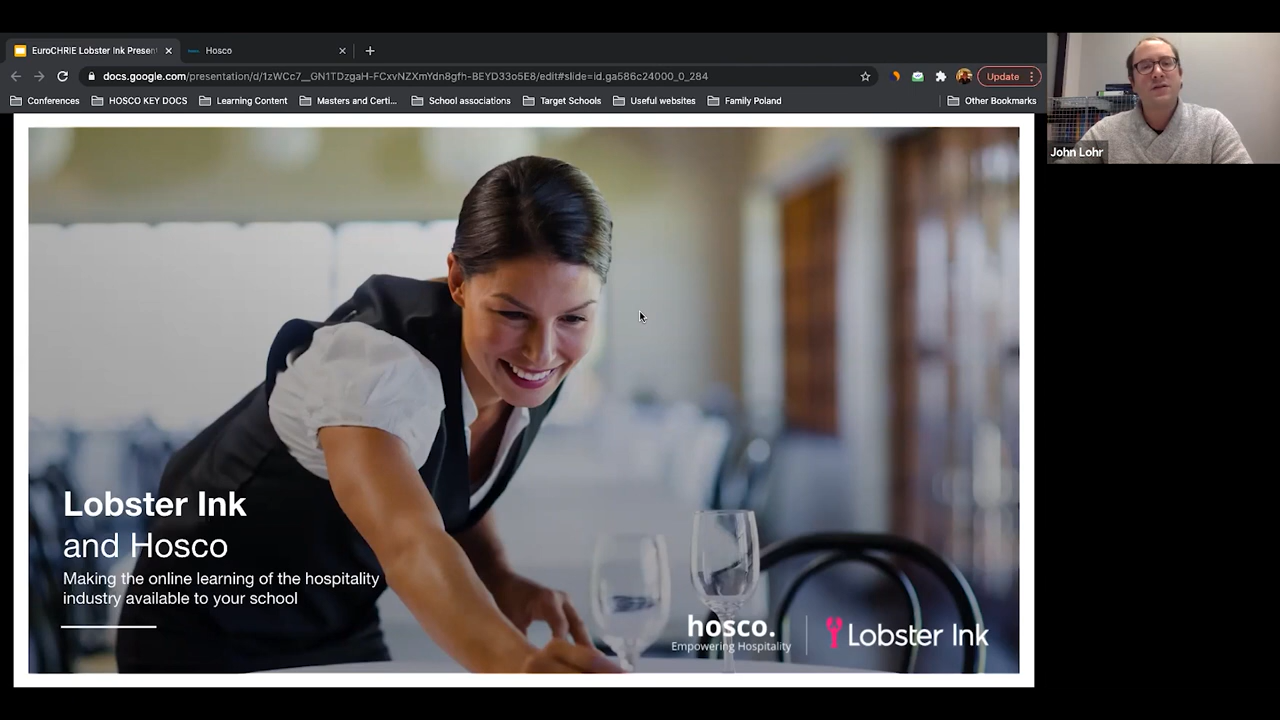 EuroCHRIE Lobster Ink Presen
Hosco
docs.google.com/presentation/d/1zWCc7__GN1TDzgaH-FCxvNZXmYdn8gfh-BEYD33o5E8/edit#slide=id.ga586c24000_0_284
Update
Conferences
HOSCO KEY DOCS
Learning Content
Masters and Certi...
School associations
Target Schools
Useful websites
Family Poland
Other Bookmarks
John Lohr
Lobster Ink
and Hosco
Making the online learning of the hospitality
industry available to your school
hosco.
Empowering Hospitality
Lobster Ink